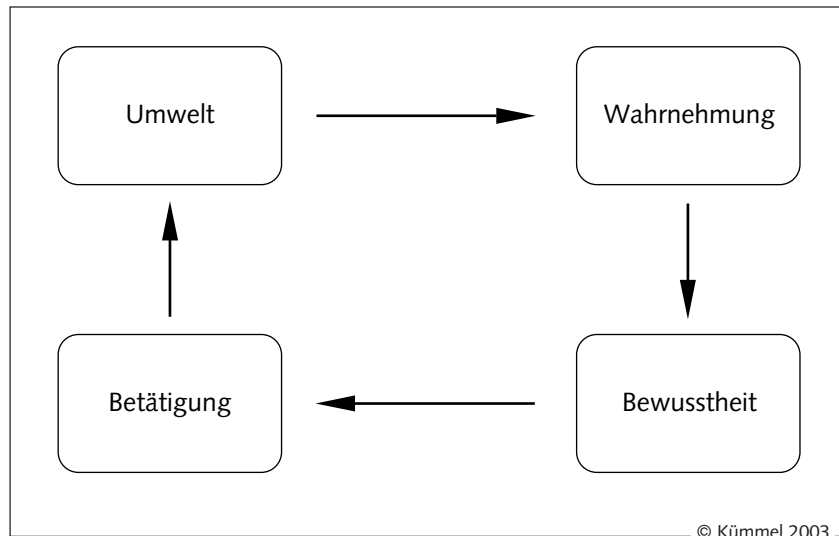 Umwelt
Wahrnehmung
Betätigung
Bewusstheit
© Kümmel 2003